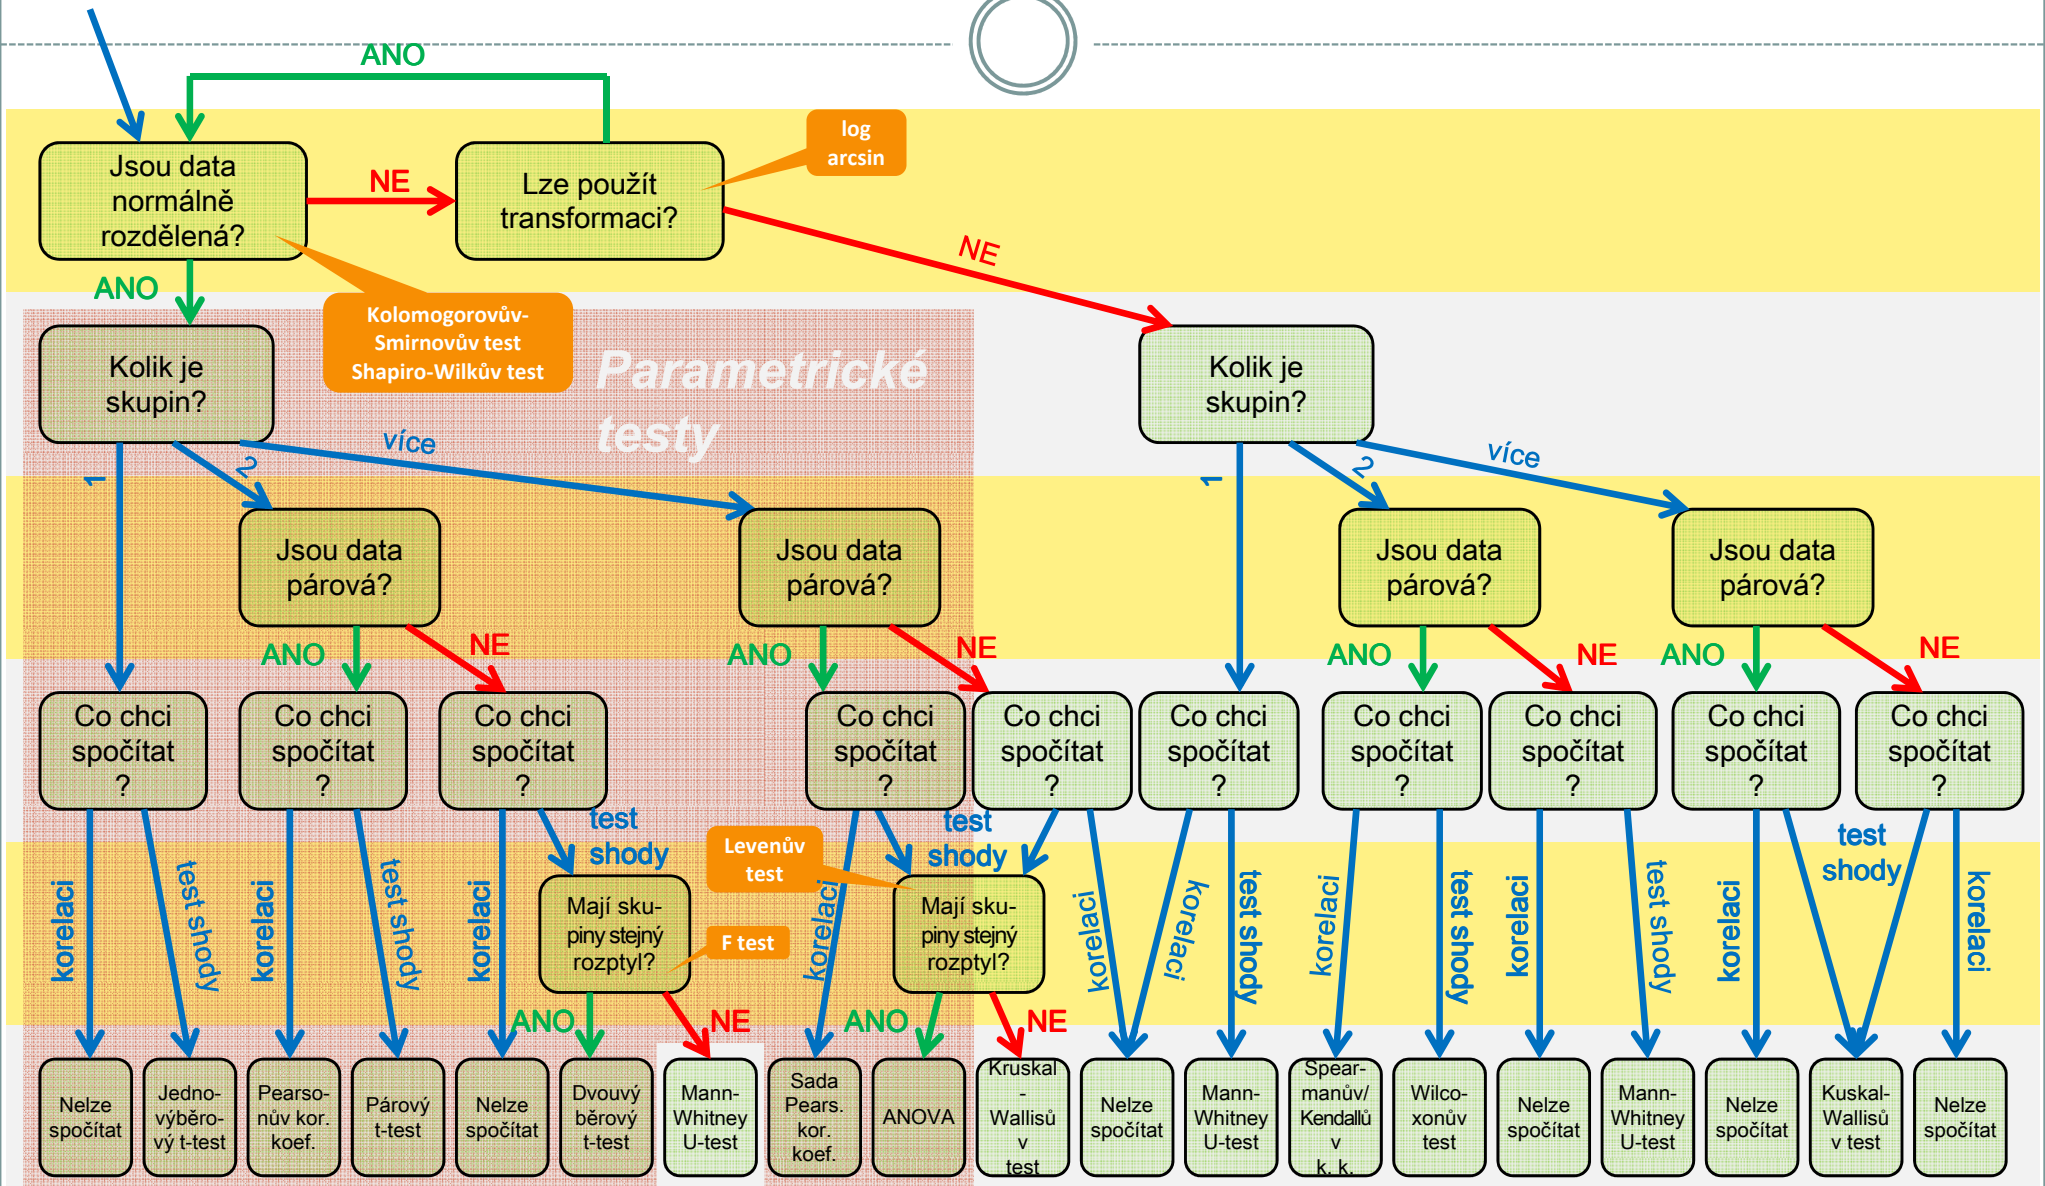 ANO
log
arcsin
Jsou data
normálně
rozdělená?
NE
Lze použít
transformaci?
NE
ANO
Kolomogorovův-
Smirnovův test
Shapiro-Wilkův test
Parametrické
testy
Kolik je
skupin?
Kolik je
skupin?
1
2
více
1
2
více
Jsou data
párová?
Jsou data
párová?
Jsou data
párová?
Jsou data
párová?
ANO
NE
ANO
NE
ANO
NE
ANO
NE
Co chci
spočítat
?
Co chci
spočítat
?
Co chci
spočítat
?
Co chci
spočítat
?
Co chci
spočítat
?
Co chci
spočítat
?
Co chci
spočítat
?
Co chci
spočítat
?
Co chci
spočítat
?
Co chci
spočítat
?
korelaci
test shody
korelaci
test shody
korelaci
test
shody
Levenův
test
korelaci
test
shody
korelaci
korelaci
test shody
korelaci
test shody
korelaci
test shody
korelaci
test
shody
korelaci
Mají sku-
piny stejný
rozptyl?
F test
Mají sku-
piny stejný
rozptyl?
ANO
NE
ANO
NE
Nelze
spočítat
Jedno-
výběro-
vý t-test
Pearso-
nův kor.
koef.
Párový
t-test
Nelze
spočítat
Dvouvý
běrový
t-test
Mann-
Whitney
U-test
Sada
Pears.
kor.
koef.
ANOVA
Kruskal
-
Wallisů
v
test
Nelze
spočítat
Mann-
Whitney
U-test
Spear-
manův/
Kendallů
v
k. k.
Wilco-
xonův
test
Nelze
spočítat
Mann-
Whitney
U-test
Nelze
spočítat
Kuskal-
Wallisů
v test
Nelze
spočítat